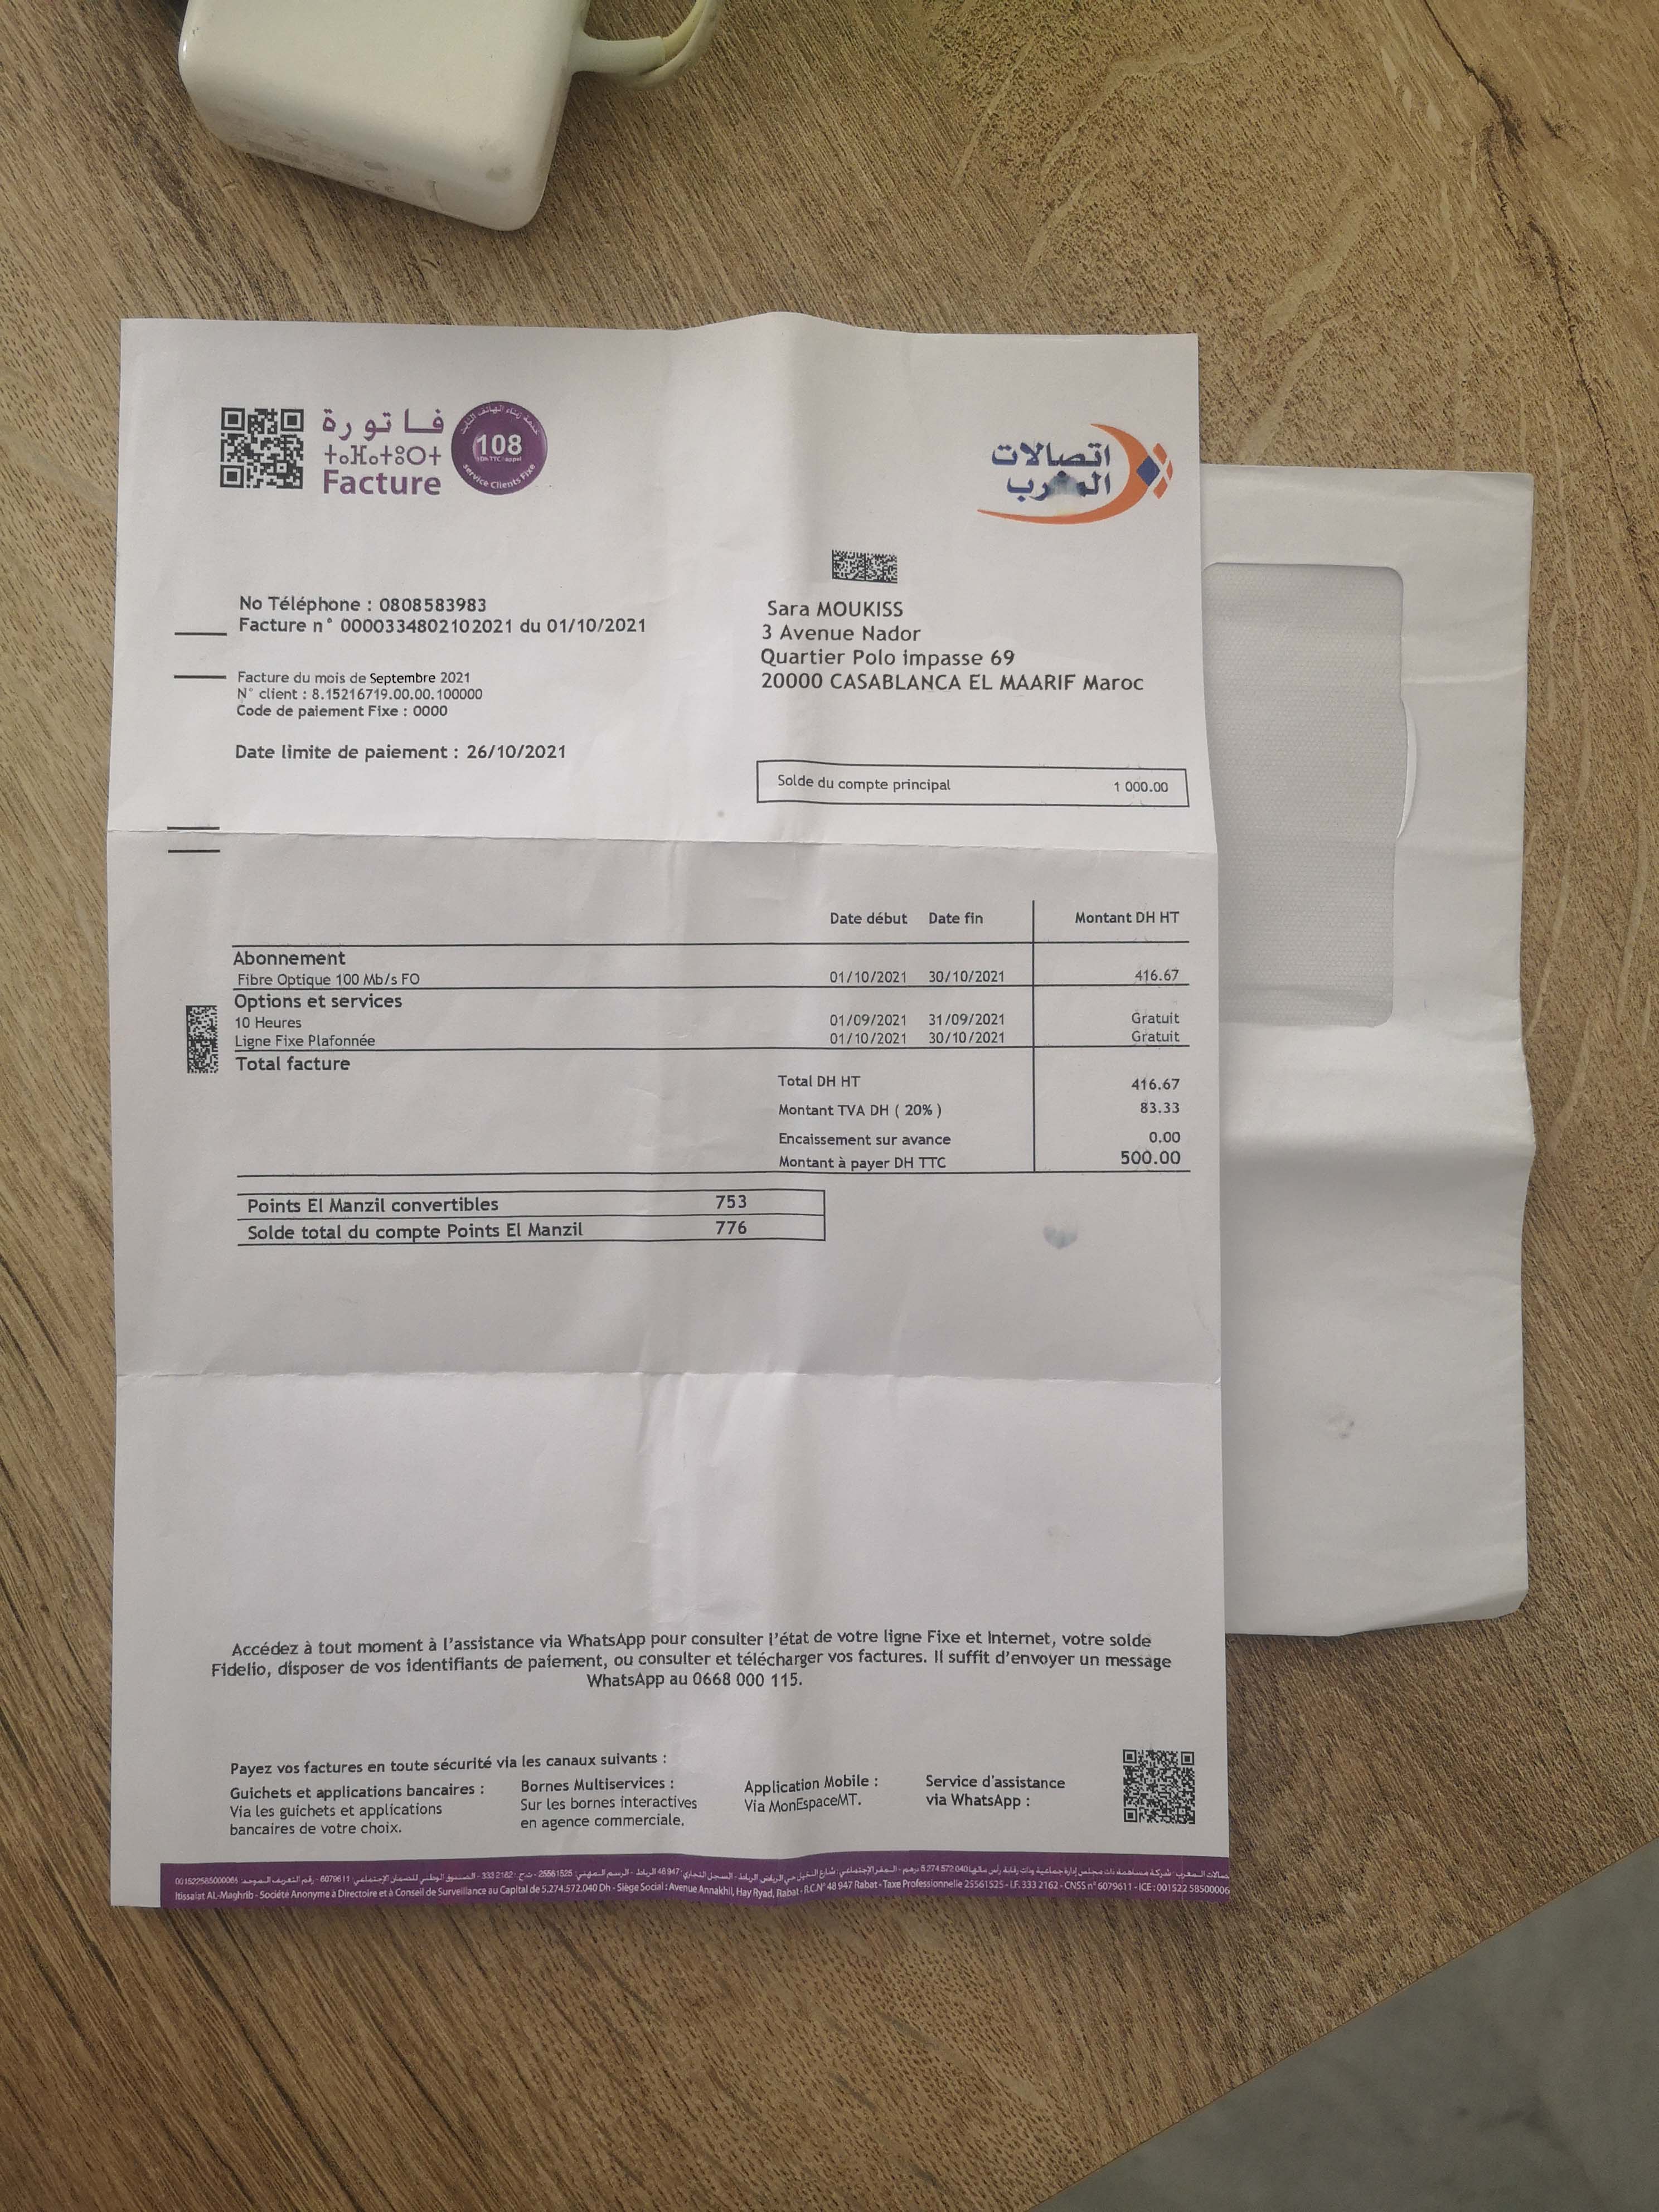 فاتورة
ⵜⴰⴼⴰⵜⵓⵔⵜ
Facture
108
1Dh TTC / appel
Service Clients Fixe
اتصالات
المغرب
No Téléphone : 0808583983
Facture n° 0000334802102021 du 01/10/2021
Facture du mois de Septembre 2021
N° client : 8.15216719.00.00.100000
Code de paiement Fixe : 0000
Date limite de paiement : 26/10/2021
Sara MOUKISS
3 Avenue Nador
Quartier Polo impasse 69
20000 CASABLANCA EL MAARIF Maroc
Solde du compte principal 1 000.00
Date début Date fin Montant DH HT
Abonnement
Fibre Optique 100 Mb/s FO 01/10/2021 30/10/2021 416.67
Options et services
10 Heures 01/09/2021 31/09/2021 Gratuit
Ligne Fixe Plafonnée 01/10/2021 30/10/2021 Gratuit
Total facture
Total DH HT 416.67
Montant TVA DH ( 20% ) 83.33
Encaissement sur avance 0.00
Montant à payer DH TTC 500.00
Points El Manzil convertibles 753
Solde total du compte Points El Manzil 776
Accédez à tout moment à l'assistance via WhatsApp pour consulter l'état de votre ligne Fixe et Internet, votre solde
Fidelio, disposer de vos identifiants de paiement, ou consulter et télécharger vos factures. Il suffit d'envoyer un message
WhatsApp au 0668 000 115.
Payez vos factures en toute sécurité via les canaux suivants :
Guichets et applications bancaires :
Via les guichets et applications
bancaires de votre choix.
Bornes Multiservices :
Sur les bornes interactives
en agence commerciale.
Application Mobile :
Via MonEspaceMT.
Service d'assistance
via WhatsApp :
Itissalat AL-Maghrib - Société Anonyme à Directoire et à Conseil de Surveillance au Capital de 5.274.572.040 Dh - Siège Social : Avenue Annakhil, Hay Ryad, Rabat - R.C.N° 48 947 Rabat - Taxe Professionnelle 25561525 - I.F. 333 2162 - CNSS n° 6079611 - ICE : 001522 58500006